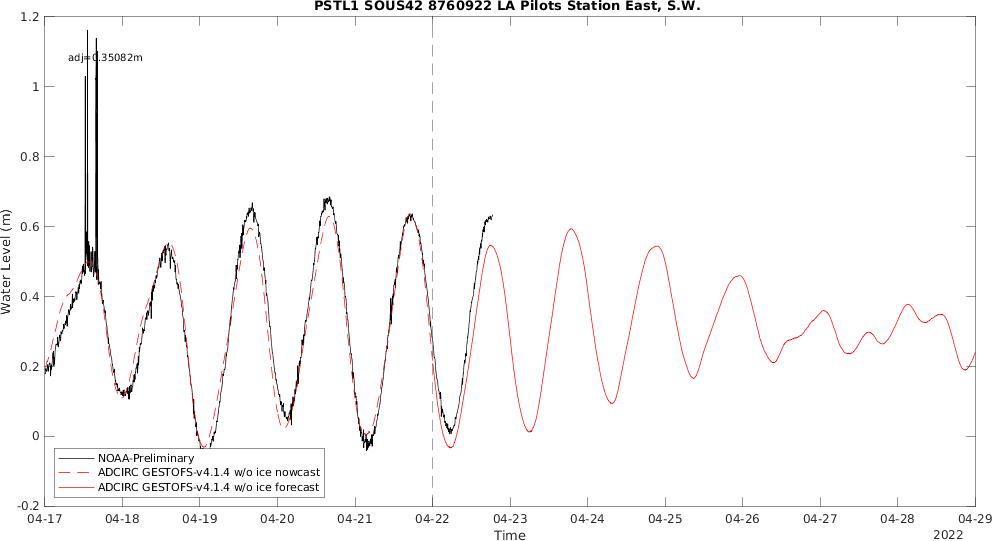 PSTL1 SOUS42 8760922 LA Pilots Station East, S.W.
1.2
1
0.8
0.6
0.4
0.2
0
-0.2
Water Level (m)
adj=0.35082m
NOAA-Preliminary
ADCIRC GESTOFS-v4.1.4 w/o ice nowcast
ADCIRC GESTOFS-v4.1.4 w/o ice forecast
04-17 04-18 04-19 04-20 04-21 04-22 04-23 04-24 04-25 04-26 04-27 04-28 04-29
Time
2022